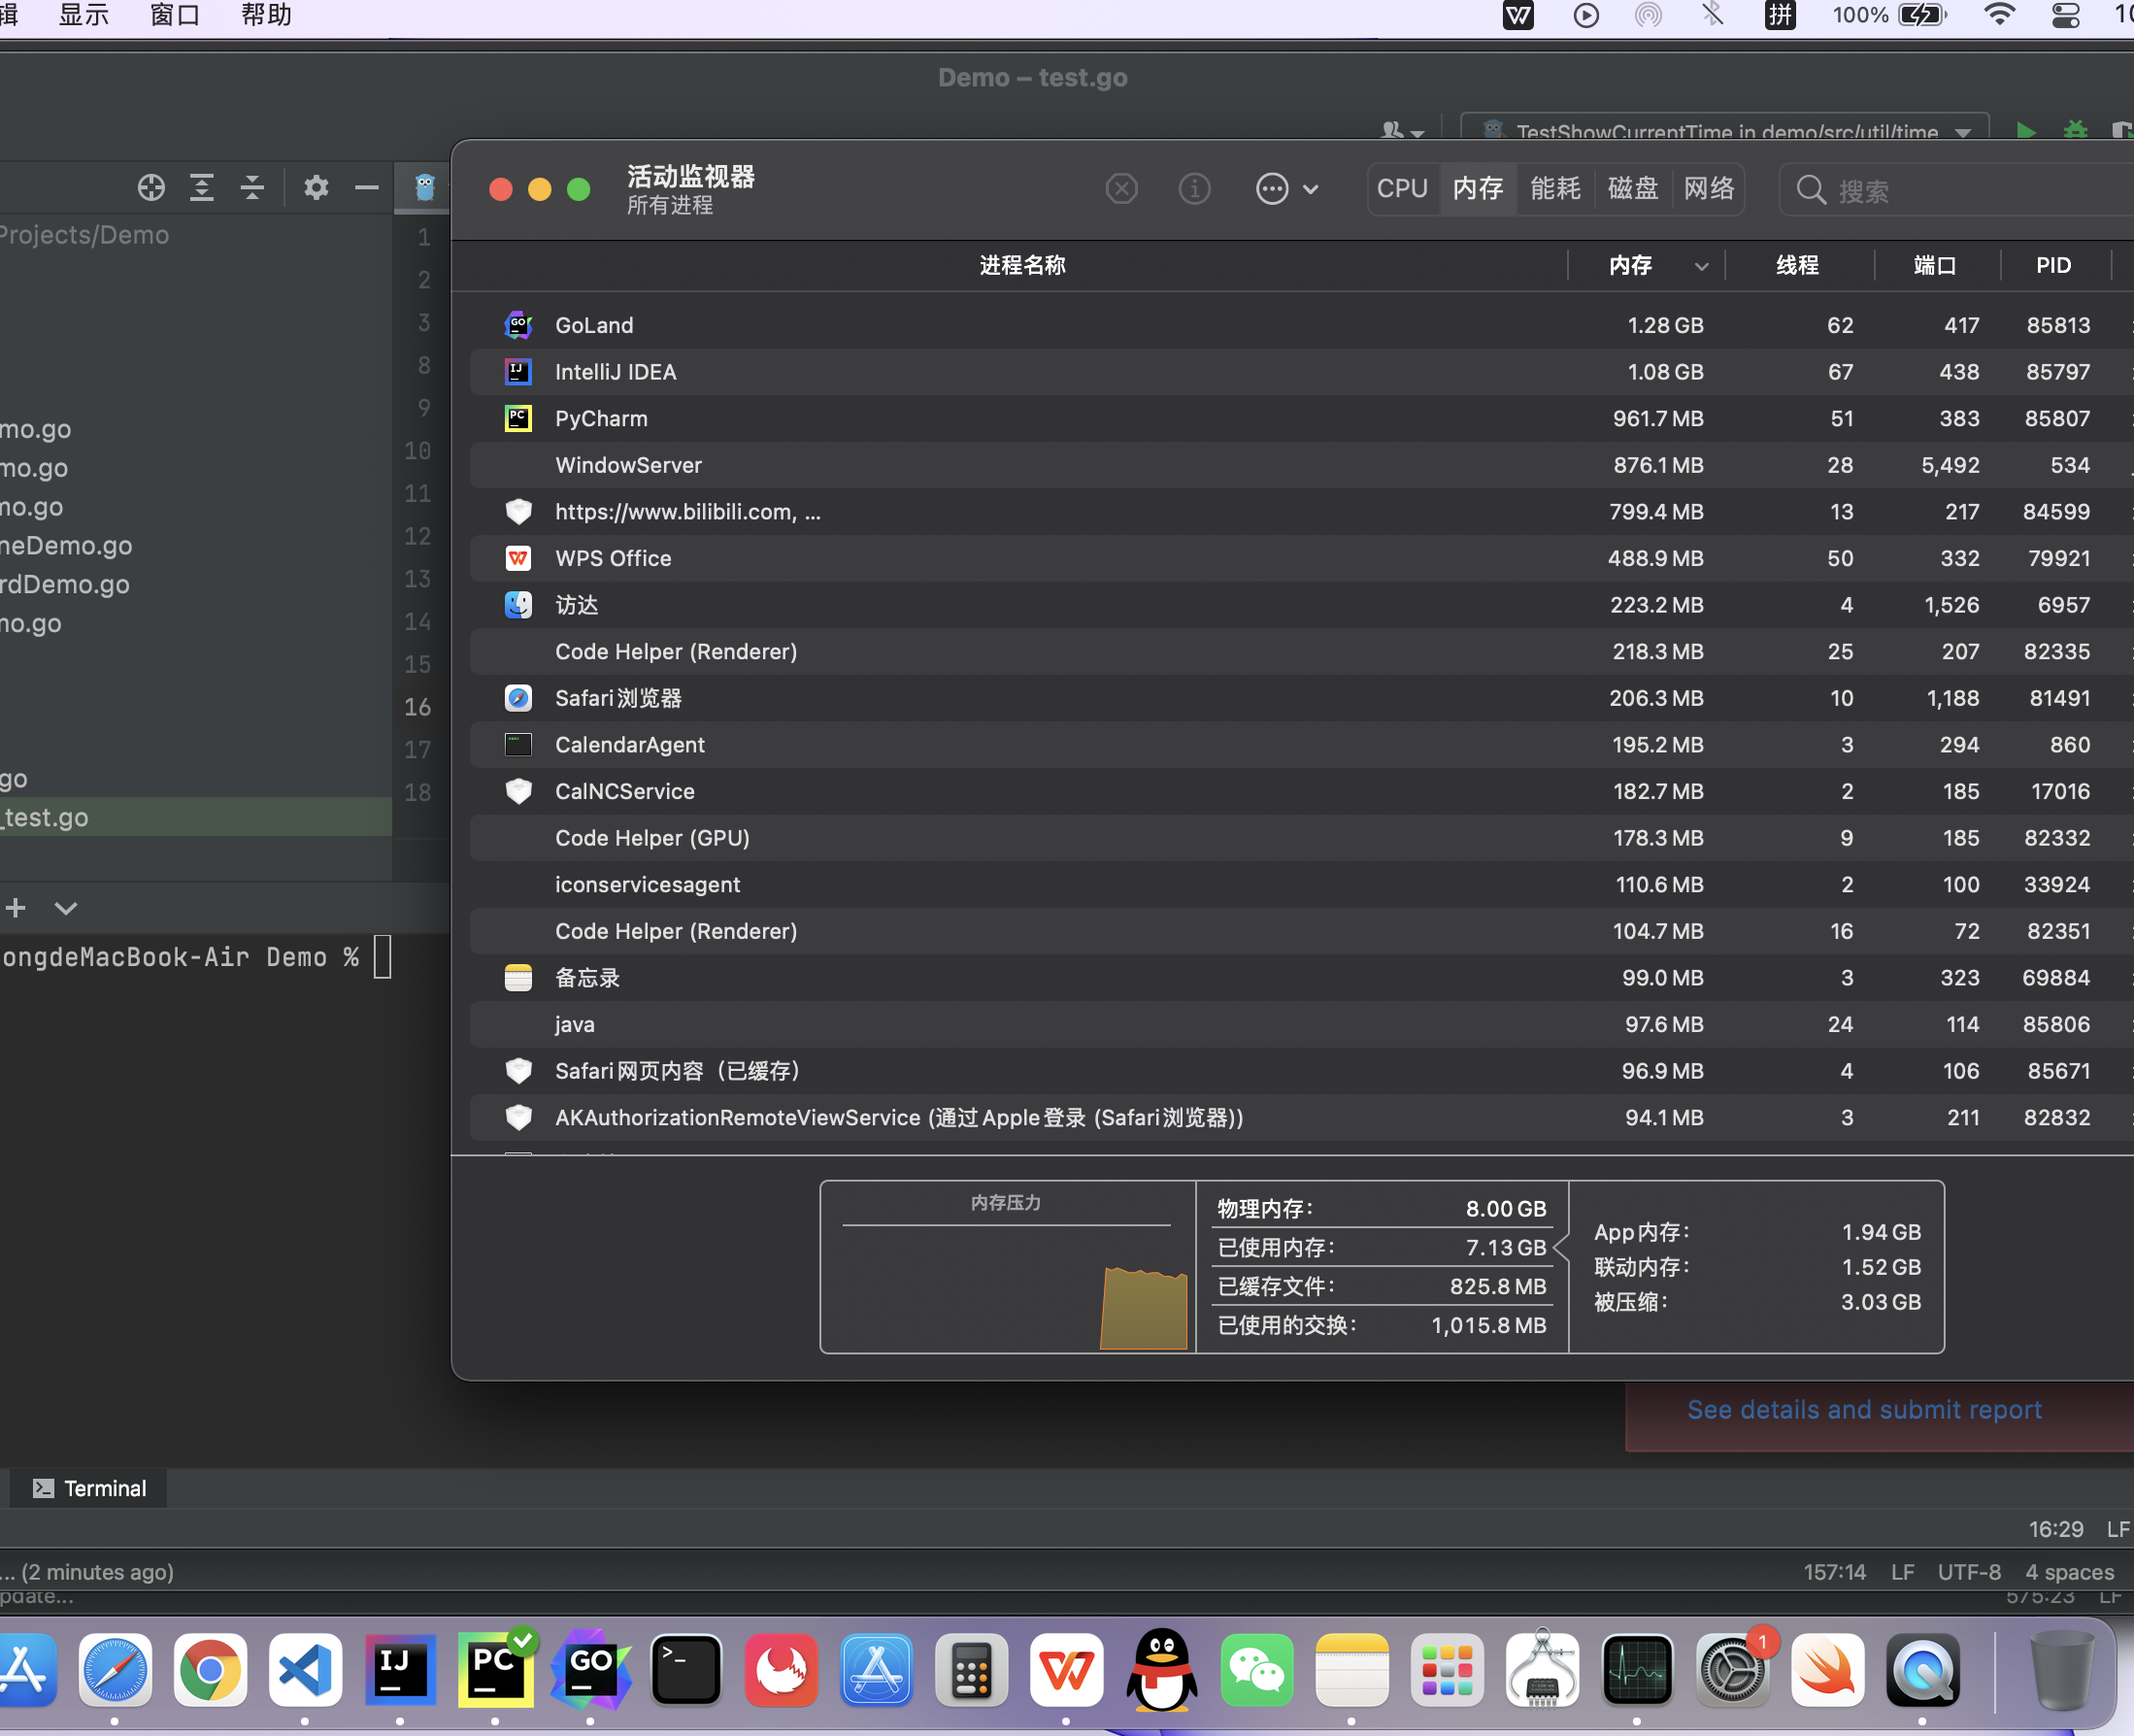 辑 显示 窗口 帮助 拼 100%
Demo – test.go
TestShowCurrentTime in demo/src/util/time
活动监视器
所有进程
CPU 内存 能耗 磁盘 网络 搜索
Projects/Demo
mo.go
mo.go
mo.go
neDemo.go
rdDemo.go
mo.go
go
_test.go
1
2
3
8
9
10
11
12
13
14
15
16
17
18
进程名称 内存 线程 端口 PID
GoLand 1.28 GB 62 417 85813
IntelliJ IDEA 1.08 GB 67 438 85797
PyCharm 961.7 MB 51 383 85807
WindowServer 876.1 MB 28 5,492 534
https://www.bilibili.com, ... 799.4 MB 13 217 84599
WPS Office 488.9 MB 50 332 79921
访达 223.2 MB 4 1,526 6957
Code Helper (Renderer) 218.3 MB 25 207 82335
Safari浏览器 206.3 MB 10 1,188 81491
CalendarAgent 195.2 MB 3 294 860
CalNCService 182.7 MB 2 185 17016
Code Helper (GPU) 178.3 MB 9 185 82332
iconservicesagent 110.6 MB 2 100 33924
Code Helper (Renderer) 104.7 MB 16 72 82351
备忘录 99.0 MB 3 323 69884
java 97.6 MB 24 114 85806
Safari网页内容（已缓存） 96.9 MB 4 106 85671
AKAuthorizationRemoteViewService (通过Apple登录 (Safari浏览器)) 94.1 MB 3 211 82832
内存压力
物理内存： 8.00 GB
已使用内存： 7.13 GB
已缓存文件： 825.8 MB
已使用的交换： 1,015.8 MB
App内存： 1.94 GB
联动内存： 1.52 GB
被压缩： 3.03 GB
ongdeMacBook-Air Demo %
See details and submit report
Terminal
16:29 LF
... (2 minutes ago) 157:14 LF UTF-8 4 spaces
pdate... 575:23 LF
IJ PC GO >_ 1